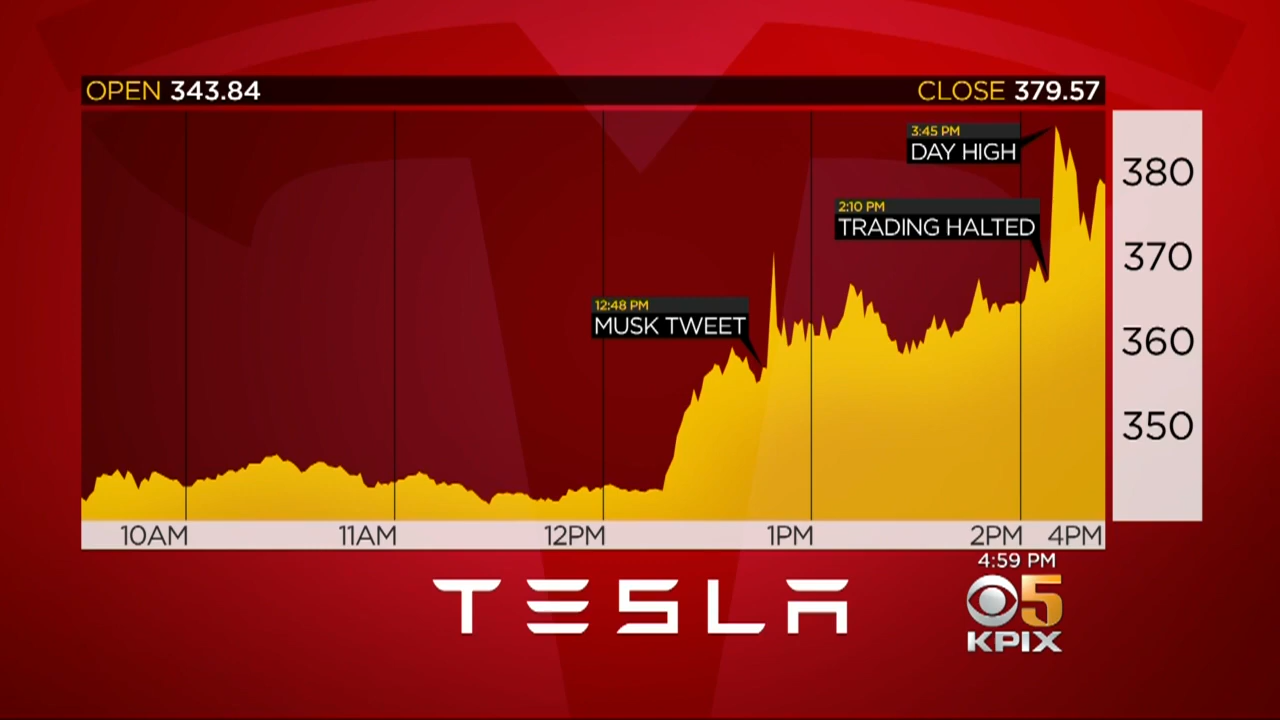 OPEN 343.84 CLOSE 379.57
3:45 PM
DAY HIGH
2:10 PM
TRADING HALTED
12:48 PM
MUSK TWEET
380
370
360
350
10AM 11AM 12PM 1PM 2PM 4PM
4:59 PM
TESLA
5
KPIX